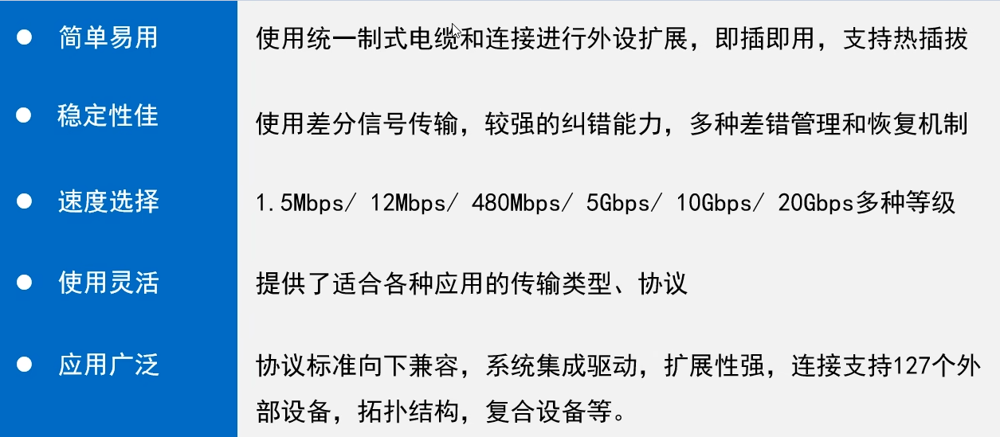 简单易用
使用统一制式电缆和连接进行外设扩展，即插即用，支持热插拔
稳定性佳
使用差分信号传输，较强的纠错能力，多种差错管理和恢复机制
速度选择
1.5Mbps/ 12Mbps/ 480Mbps/ 5Gbps/ 10Gbps/ 20Gbps多种等级
使用灵活
提供了适合各种应用的传输类型、协议
应用广泛
协议标准向下兼容，系统集成驱动，扩展性强，连接支持127个外
部设备，拓扑结构，复合设备等。